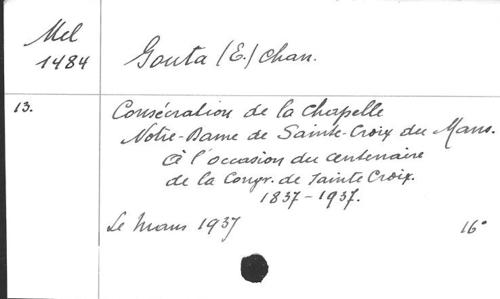 Mel
1484
Gouta (E.) chan.
13.
Consécration de la Chapelle
Notre-Dame de Sainte-Croix du Mans.
à l'occasion du centenaire
de la Congr. de Sainte Croix.
1837-1937.
Le Mans 1937
16°